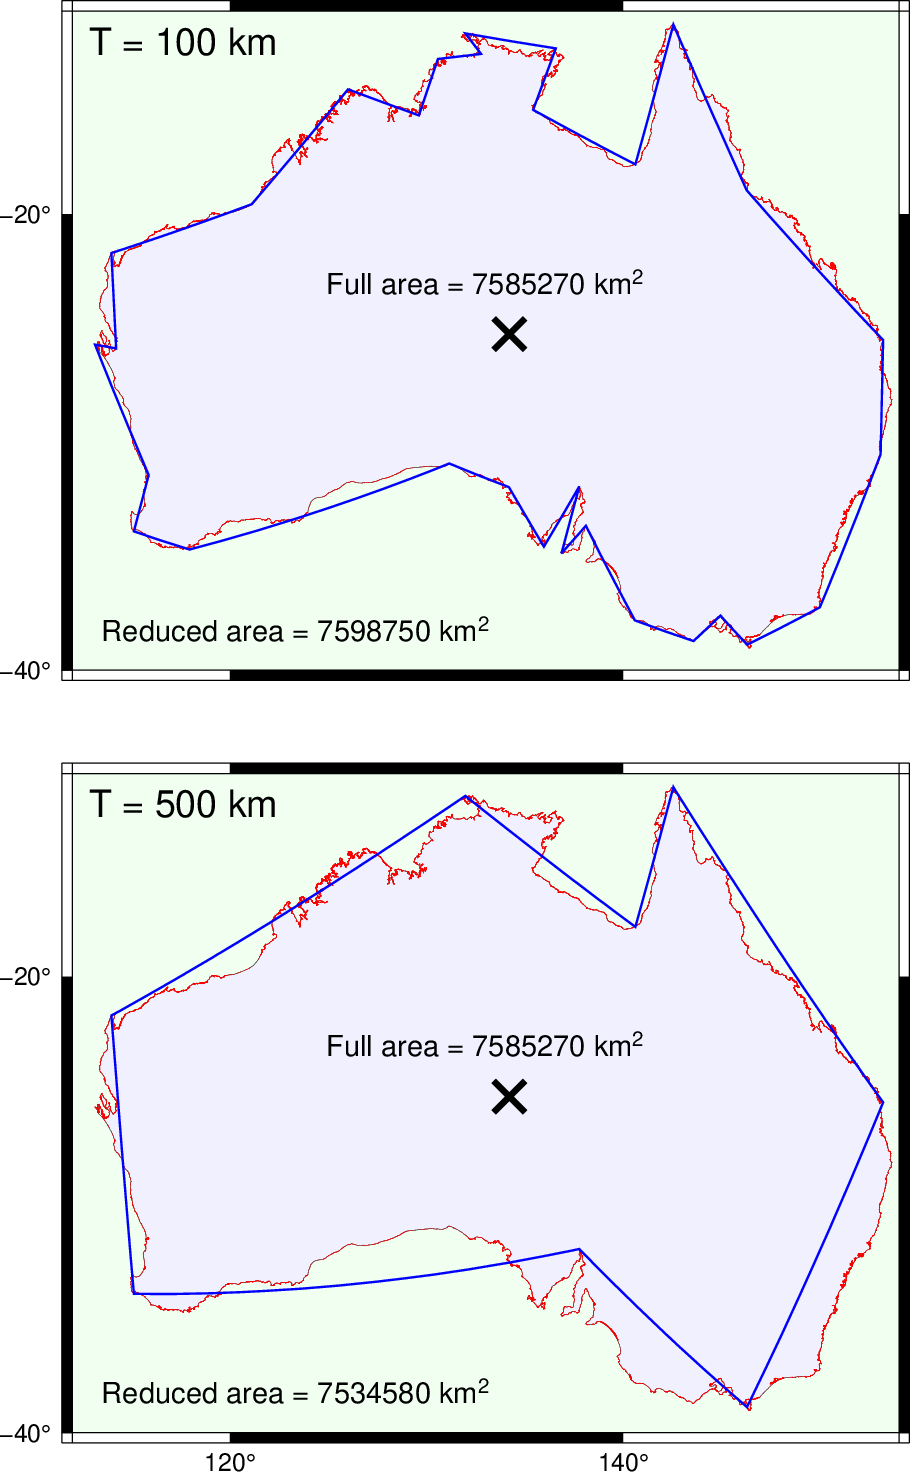 T = 100 km
−20°
Full area = 7585270 km²
Reduced area = 7598750 km²
−40°
T = 500 km
−20°
Full area = 7585270 km²
Reduced area = 7534580 km²
−40°
120° 140°